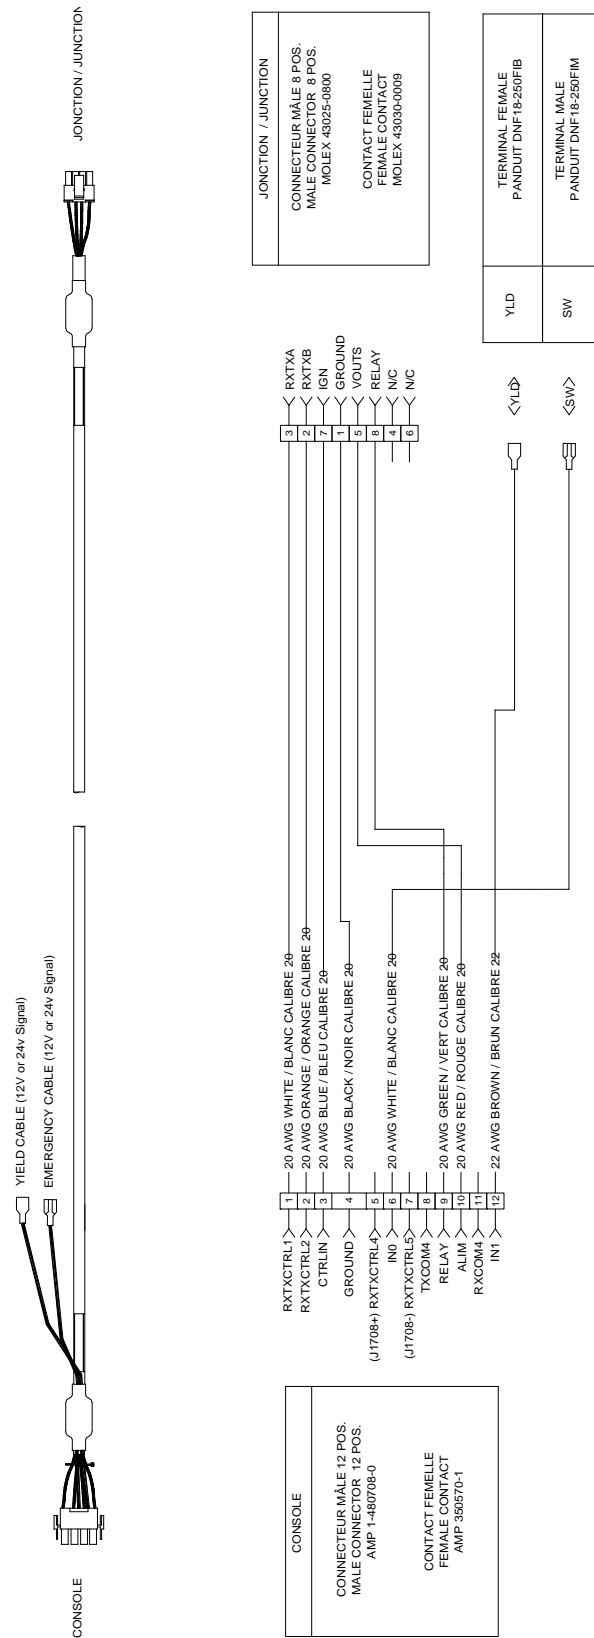 CONSOLE
YIELD CABLE (12V or 24v Signal)
EMERGENCY CABLE (12V or 24v Signal)
JONCTION / JUNCTION
CONSOLE
CONNECTEUR MÂLE 12 POS.
MALE CONNECTOR 12 POS.
AMP 1-480708-0
CONTACT FEMELLE
FEMALE CONTACT
AMP 350570-1
RXTXCTRL1 1 20 AWG WHITE / BLANC CALIBRE 20 3 RXTXA
RXTXCTRL2 2 20 AWG ORANGE / ORANGE CALIBRE 20 2 RXTXB
CTRLIN 3 20 AWG BLUE / BLEU CALIBRE 20 7 IGN
GROUND 4 20 AWG BLACK / NOIR CALIBRE 20 1 GROUND
(J1708+) RXTXCTRL4 5 5 VOUTS
IN0 6 20 AWG WHITE / BLANC CALIBRE 20 8 RELAY
(J1708-) RXTXCTRL5 7 4 N/C
TXCOM4 8 6 N/C
RELAY 9 20 AWG GREEN / VERT CALIBRE 20
ALIM 10 20 AWG RED / ROUGE CALIBRE 20
RXCOM4 11
IN1 12 22 AWG BROWN / BRUN CALIBRE 22
<YLD>
<SW>
JONCTION / JUNCTION
CONNECTEUR MÂLE 8 POS.
MALE CONNECTOR 8 POS.
MOLEX 43025-0800
CONTACT FEMELLE
FEMALE CONTACT
MOLEX 43030-0009
YLD
TERMINAL FEMALE
PANDUIT DNF18-250FIB
SW
TERMINAL MALE
PANDUIT DNF18-250FIM